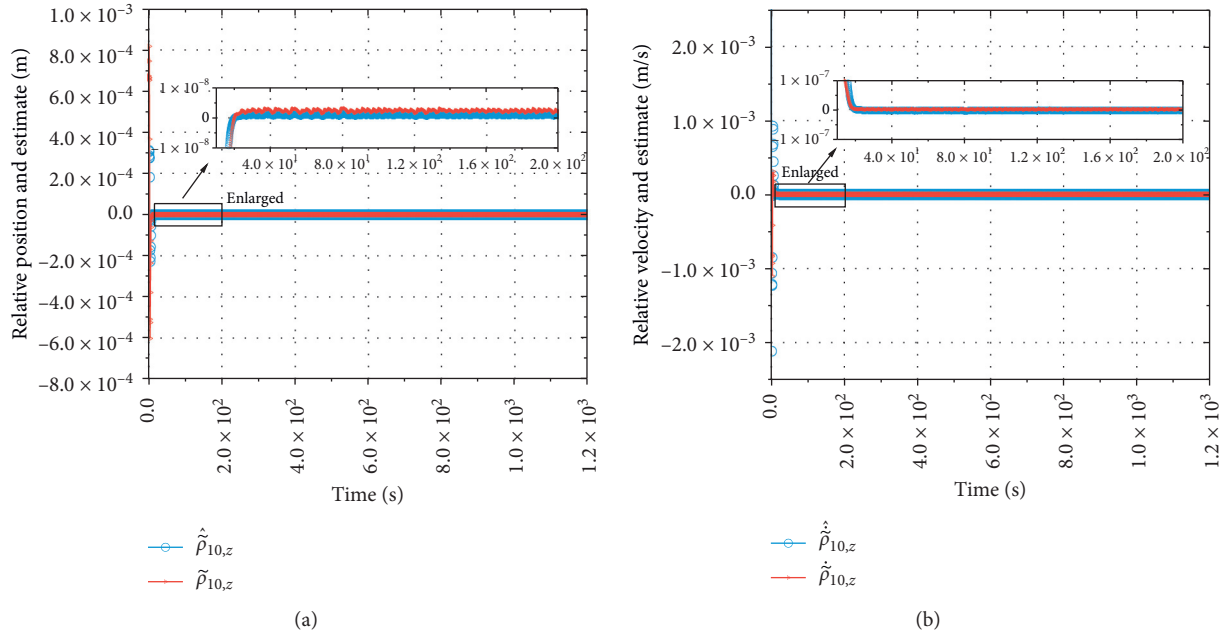 Relative position and estimate (m)
1.0 × 10⁻³
8.0 × 10⁻⁴
6.0 × 10⁻⁴
4.0 × 10⁻⁴
2.0 × 10⁻⁴
0.0
–2.0 × 10⁻⁴
–4.0 × 10⁻⁴
–6.0 × 10⁻⁴
–8.0 × 10⁻⁴
1 × 10⁻⁸
0
–1 × 10⁻⁸
4.0 × 10¹
8.0 × 10¹
1.2 × 10²
1.6 × 10²
2.0 × 10²
Enlarged
0.0
2.0 × 10²
4.0 × 10²
6.0 × 10²
8.0 × 10²
1.0 × 10³
1.2 × 10³
Time (s)
ρ̃̂₁₀,z
ρ̃₁₀,z
(a)
Relative velocity and estimate (m/s)
2.0 × 10⁻³
1.0 × 10⁻³
0.0
–1.0 × 10⁻³
–2.0 × 10⁻³
1 × 10⁻⁷
0
1 × 10⁻⁷
4.0 × 10¹
8.0 × 10¹
1.2 × 10²
1.6 × 10²
2.0 × 10²
Enlarged
0.0
2.0 × 10²
4.0 × 10²
6.0 × 10²
8.0 × 10²
1.0 × 10³
1.2 × 10³
Time (s)
ρ̃̇̂₁₀,z
ρ̃̇₁₀,z
(b)